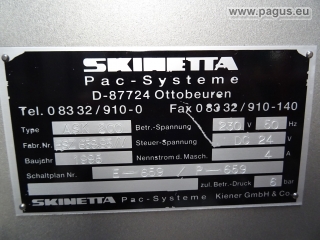 www.pagus.eu
SKINETTA
Pac-Systeme
D-87724 Ottobeuren
Tel. 0 83 32 / 910-0 Fax 0 83 32 / 910-140
Type Betr.-Spannung 230 V 50 Hz
Fabr.Nr. Steuer-Spannung DC 24 V
Baujahr Nennstrom d. Masch. 4 A
Schaltplan Nr. E-659 / P-659
zul. Betr.-Druck 6 bar
SKINETTA Pac-Systeme Kiener GmbH & Co.